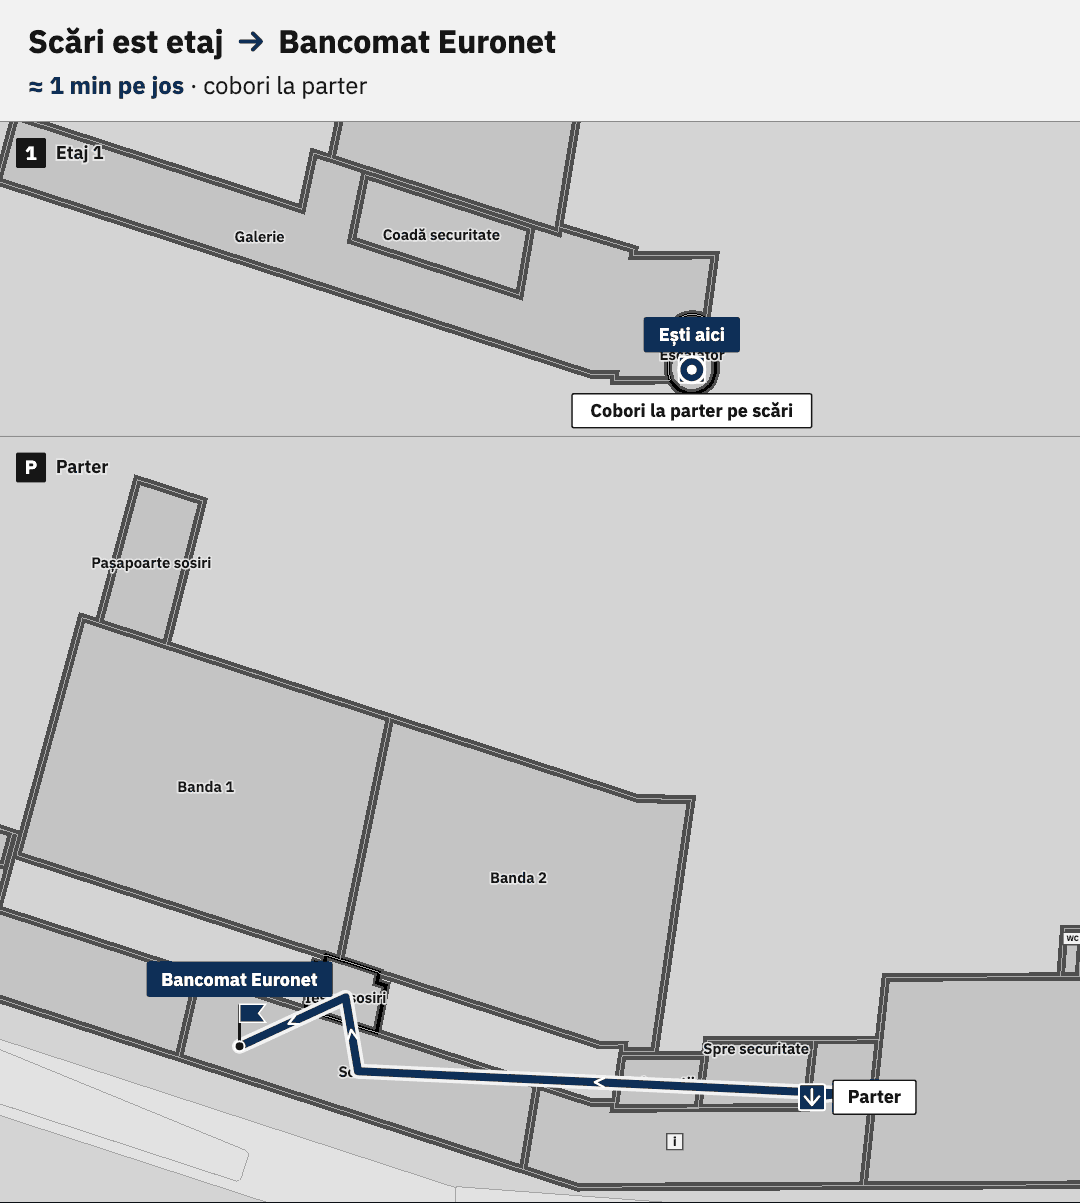 Scări est etaj → Bancomat Euronet
≈ 1 min pe jos · cobori la parter
1 Etaj 1
Galerie
Coadă securitate
Ești aici
Escalator
Cobori la parter pe scări
P Parter
Pașapoarte sosiri
Banda 1
Banda 2
WC
Bancomat Euronet
sosiri
Spre securitate
Parter
i